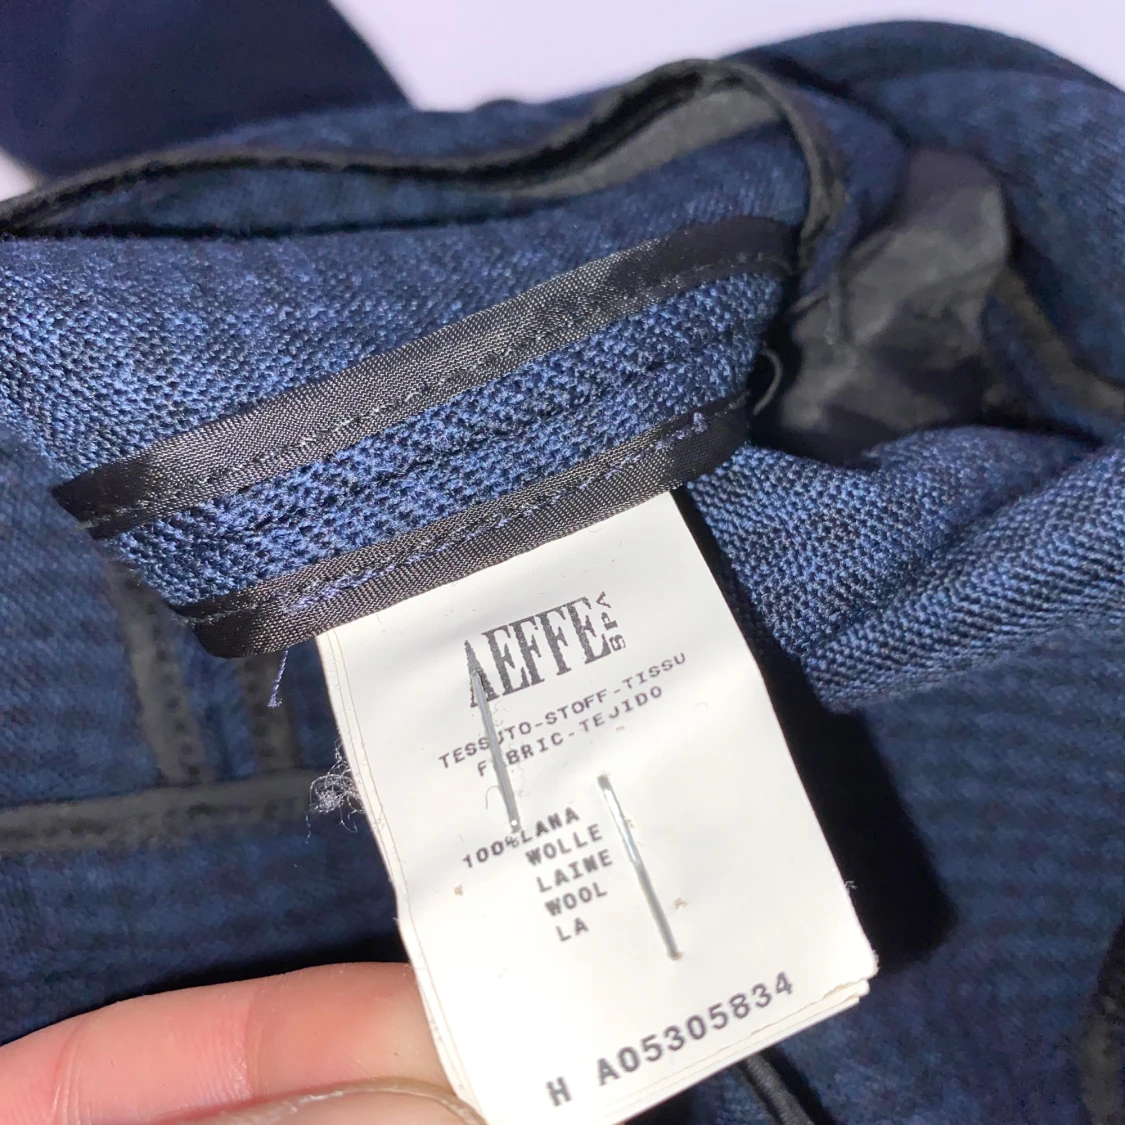 AEFFE SPA
TESSUTO-STOFF-TISSU
FABRIC-TEJIDO
100%LANA
WOLLE
LAINE
WOOL
LA
H A05305834